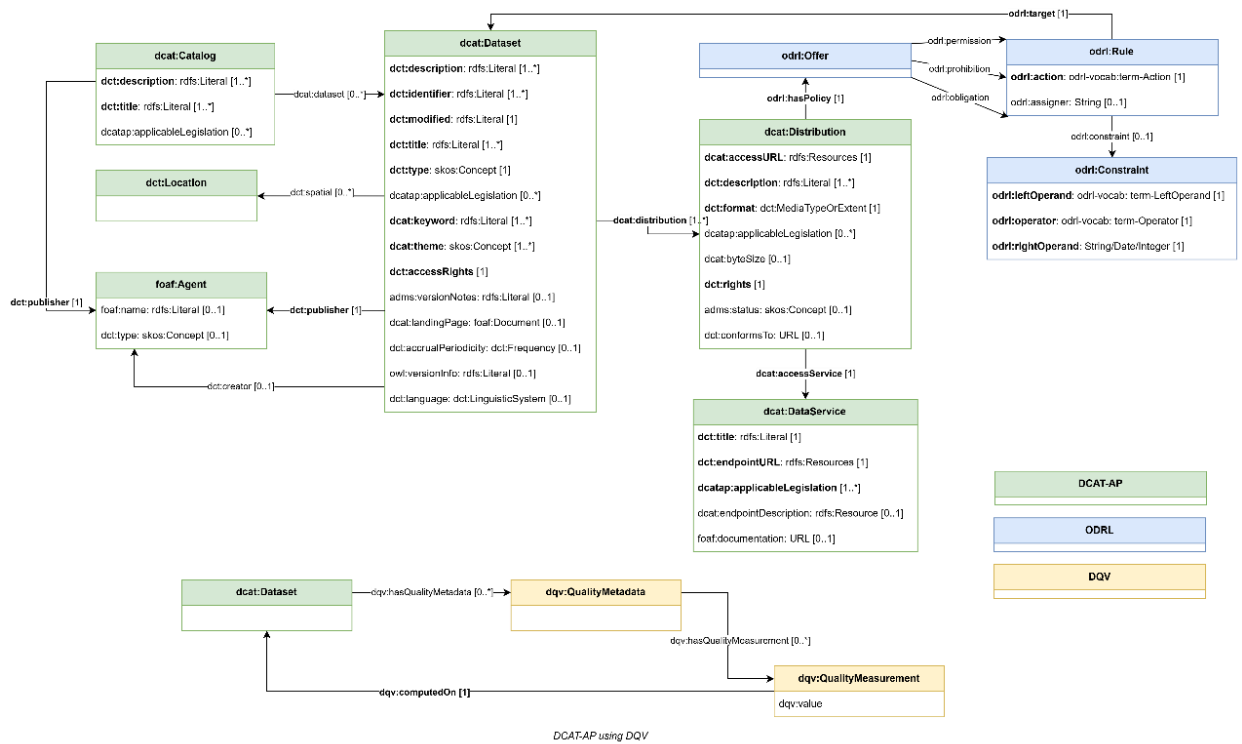 odrl:target [1]
dcat:Catalog
dct:description: rdfs:Literal [1..*]
dct:title: rdfs:Literal [1..*]
dcatap:applicableLegislation [0..*]
dcat:dataset [0..*]
dcat:Dataset
dct:description: rdfs:Literal [1..*]
dct:identifier: rdfs:Literal [1..*]
dct:modified: rdfs:Literal [1]
dct:title: rdfs:Literal [1..*]
dct:type: skos:Concept [1]
datap:applicableLegislation [0..*]
dcat:keyword: rdfs:Literal [1..*]
dcat:theme: skos:Concept [1..*]
dct:accessRights [1]
adms:versionNotes: rdfs:Literal [0..1]
dcat:landingPage: foaf:Document [0..1]
dct:accrualPeriodicity: dct:Frequency [0..1]
owl:versionInfo: rdfs:Literal [0..1]
dct:language: dct:LinguisticSystem [0..1]
dct:Location
dct:spatial [0..*]
foaf:Agent
foaf:name: rdfs:Literal [0..1]
dct:type: skos:Concept [0..1]
dct:publisher [1]
dct:publisher [1]
dct:creator [0..1]
dcat:distribution [1..*]
odrl:Offer
odrl:permission
odrl:prohibition
odrl:obligation
odrl:hasPolicy [1]
odrl:Rule
odrl:action: odrl-vocab:term-Action [1]
odrl:assigner: String [0..1]
odrl:constraint [0..1]
odrl:Constraint
odrl:leftOperand: odrl-vocab: term-LeftOperand [1]
odrl:operator: odrl-vocab: term-Operator [1]
odrl:rightOperand: String/Date/Integer [1]
dcat:Distribution
dcat:accessURL: rdfs:Resources [1]
dct:description: rdfs:Literal [1..*]
dct:format: dct:MediaTypeOrExtent [1]
dcatap:applicableLegislation [0..*]
dcat:byteSize [0..1]
dct:rights [1]
adms:status: skos:Concept [0..1]
dct:conformsTo: URL [0..1]
dcat:accessService [1]
dcat:DataService
dct:title: rdfs:Literal [1]
dct:endpointURL: rdfs:Resources [1]
dcatap:applicableLegislation [1..*]
dcat:endpointDescription: rdfs:Resource [0..1]
foaf:documentation: URL [0..1]
DCAT-AP
ODRL
DQV
dcat:Dataset
dqv:hasQualityMetadata [0..*]
dqv:QualityMetadata
dqv:hasQualityMeasurement [0..*]
dqv:QualityMeasurement
dqv:value
dqv:computedOn [1]
DCAT-AP using DQV